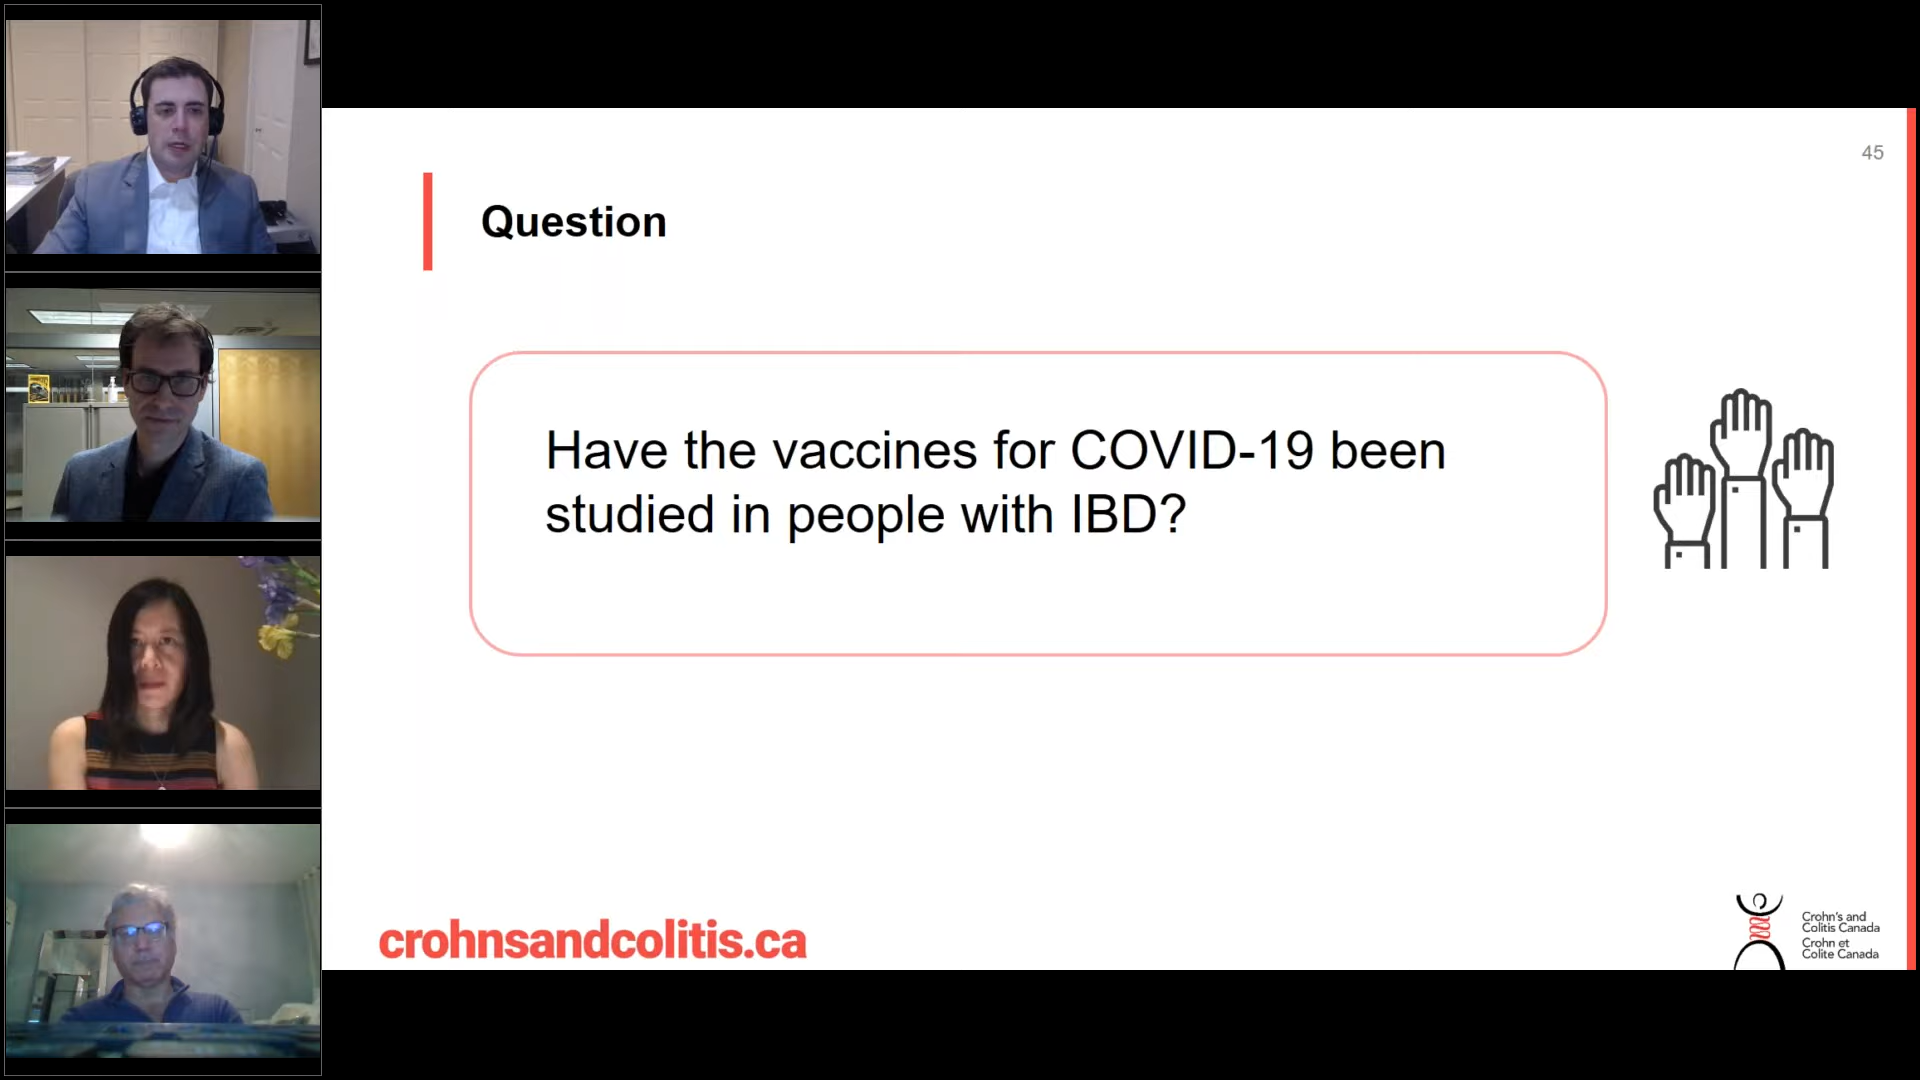 45
Question
Have the vaccines for COVID-19 been
studied in people with IBD?
crohnsandcolitis.ca
Crohn's and
Colitis Canada
Crohn et
Colite Canada